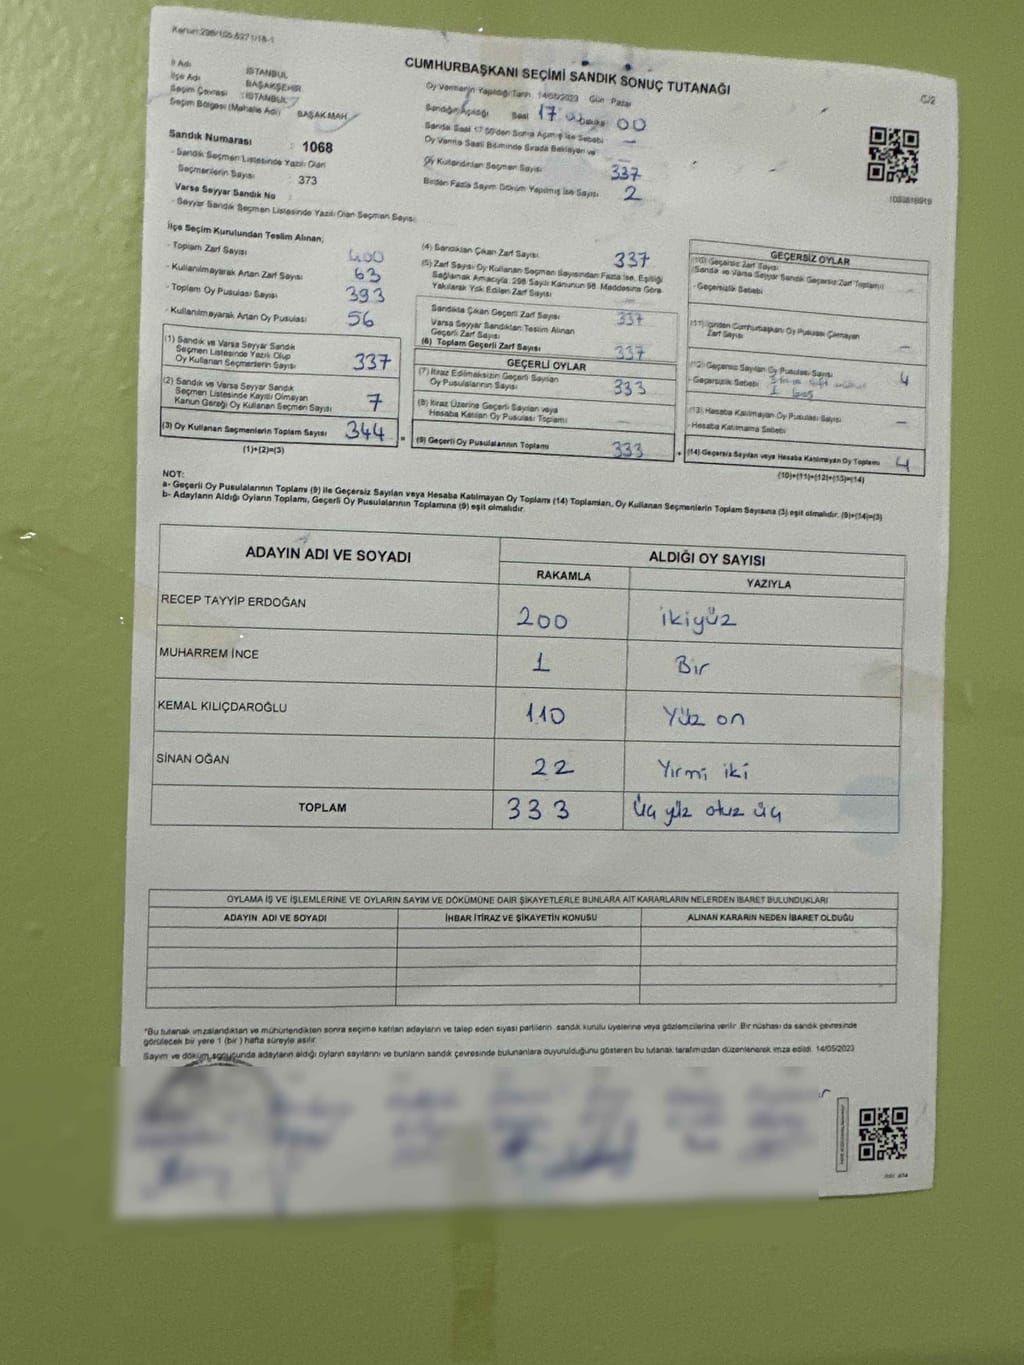 Kanun:298/105,6271/18-1
CUMHURBAŞKANI SEÇİMİ SANDIK SONUÇ TUTANAĞI
C/2
İl Adı İSTANBUL
İlçe Adı BAŞAKŞEHİR
Seçim Çevresi : İSTANBUL
Seçim Bölgesi (Mahalle Adı) BAŞAK MAH
Sandık Numarası : 1068
- Sandık Seçmen Listesinde Yazılı Olan
Seçmenlerin Sayısı : 373
Varsa Seyyar Sandık No :
- Seyyar Sandık Seçmen Listesinde Yazılı Olan Seçmen Sayısı:
Oy Vermenin Yapıldığı Tarih 14/05/2023 Gün Pazar
Sandığın Açıldığı Saat 17 Dakika 00
Sandık Saat 17:00'den Sonra Açılmış İse Sebebi —
Oy Verme Saati Bitiminde Sırada Bekleyen ve
Oy Kullandırılan Seçmen Sayısı 337
Birden Fazla Sayım Döküm Yapılmış İse Sayısı 2
İlçe Seçim Kurulundan Teslim Alınan;
- Toplam Zarf Sayısı 400
- Kullanılmayarak Artan Zarf Sayısı 63
- Toplam Oy Pusulası Sayısı 393
- Kullanılmayarak Artan Oy Pusulası 56
(1) Sandık ve Varsa Seyyar Sandık
Seçmen Listesinde Yazılı Olup
Oy Kullanan Seçmenlerin Sayısı 337
(2) Sandık ve Varsa Seyyar Sandık
Seçmen Listesinde Kayıtlı Olmayan
Kanun Gereği Oy Kullanan Seçmen Sayısı 7
(3) Oy Kullanan Seçmenlerin Toplam Sayısı 344 =
(1)+(2)=(3)
(4) Sandıktan Çıkan Zarf Sayısı 337
(5) Zarf Sayısı Oy Kullanan Seçmen Sayısından Fazla İse, Eşitliği
Sağlamak Amacıyla, 298 Sayılı Kanunun 98. Maddesine Göre
Yakılarak Yok Edilen Zarf Sayısı
Sandıkta Çıkan Geçerli Zarf Sayısı 337
Varsa Seyyar Sandıktan Teslim Alınan
Geçerli Zarf Sayısı
(6) Toplam Geçerli Zarf Sayısı 337
GEÇERLİ OYLAR
(7) İtiraz Edilmeksizin Geçerli Sayılan
Oy Pusulalarının Sayısı 333
(8) İtiraz Üzerine Geçerli Sayılan veya
Hesaba Katılan Oy Pusulası Toplamı —
(9) Geçerli Oy Pusulalarının Toplamı 333 +
GEÇERSİZ OYLAR
(10) Geçersiz Zarf Sayısı
(Sandık ve Varsa Seyyar Sandık Geçersiz Zarf Toplamı)
- Geçersizlik Sebebi
(11) İçinden Cumhurbaşkanı Oy Pusulası Çıkmayan
Zarf Sayısı —
(12) Geçersiz Sayılan Oy Pusulası Sayısı 4
- Geçersizlik Sebebi
(13) Hesaba Katılmayan Oy Pusulası Sayısı —
- Hesaba Katılmama Sebebi
(14) Geçersiz Sayılan veya Hesaba Katılmayan Oy Toplamı 4
(10)+(11)+(12)+(13)=(14)
NOT:
a- Geçerli Oy Pusulalarının Toplamı (9) ile Geçersiz Sayılan veya Hesaba Katılmayan Oy Toplamı (14) Toplamları, Oy Kullanan Seçmenlerin Toplam Sayısına (3) eşit olmalıdır. (9)+(14)=(3)
b- Adayların Aldığı Oyların Toplamı, Geçerli Oy Pusulalarının Toplamına (9) eşit olmalıdır.
ADAYIN ADI VE SOYADI ALDIĞI OY SAYISI
RAKAMLA YAZIYLA
RECEP TAYYİP ERDOĞAN 200 ikiyüz
MUHARREM İNCE 1 Bir
KEMAL KILIÇDAROĞLU 110 Yüz on
SİNAN OĞAN 22 Yirmi iki
TOPLAM 333 Üç yüz otuz üç
OYLAMA İŞ VE İŞLEMLERİNE VE OYLARIN SAYIM VE DÖKÜMÜNE DAİR ŞİKAYETLERLE BUNLARA AİT KARARLARIN NELERDEN İBARET BULUNDUKLARI
ADAYIN ADI VE SOYADI İHBAR İTİRAZ VE ŞİKAYETİN KONUSU ALINAN KARARIN NEDEN İBARET OLDUĞU
*Bu tutanak imzalandıktan ve mühürlendikten sonra seçime katılan adayların ve talep eden siyasi partilerin sandık kurulu üyelerine veya gözlemcilerine verilir. Bir nüshası da sandık çevresinde
görülecek bir yere 1 (bir) hafta süreyle asılır.
Sayım ve döküm sonucunda adayların aldığı oyların sayılarını ve bunların sandık çevresinde bulunanlara duyurulduğunu gösteren bu tutanak tarafımızdan düzenlenerek imza edildi. 14/05/2023